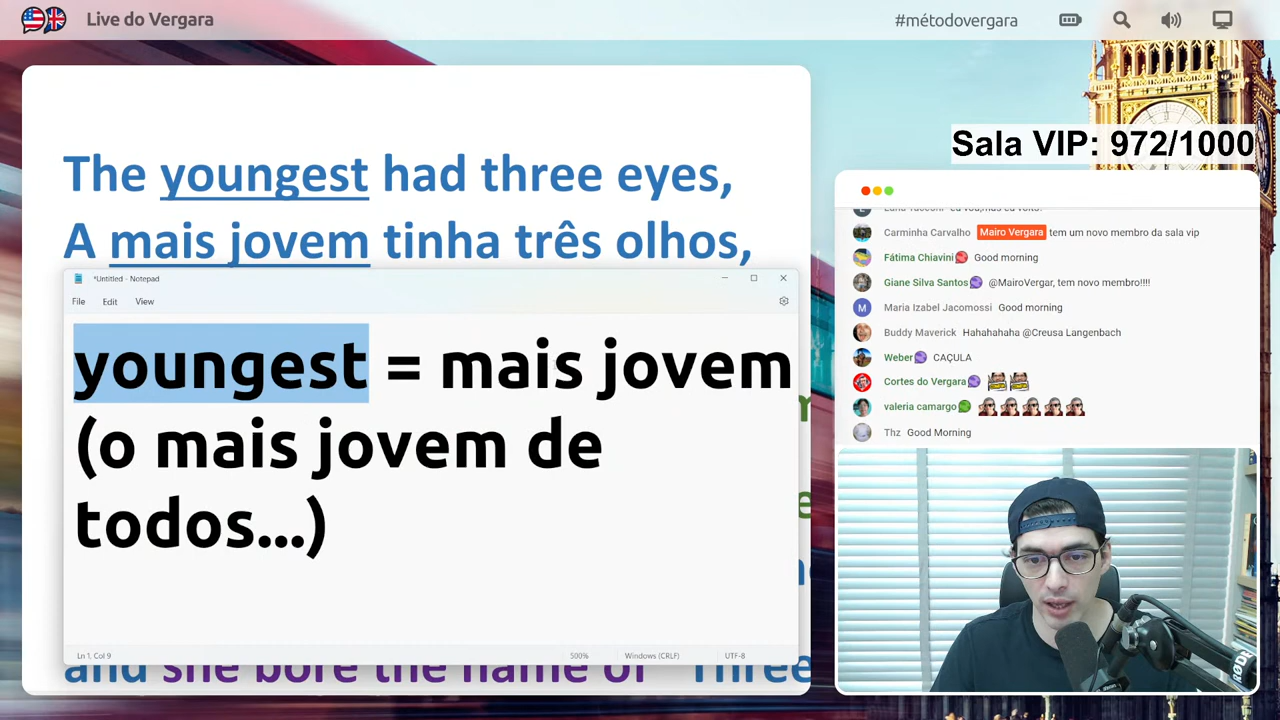 Live do Vergara
#métodovergara
The youngest had three eyes,
A mais jovem tinha três olhos,
*Untitled - Notepad
File Edit View
youngest = mais jovem
(o mais jovem de
todos...)
Ln 1, Col 9 500% Windows (CRLF) UTF-8
and she bore the name of "Three
Sala VIP: 972/1000
Carminha Carvalho Mairo Vergara tem um novo membro da sala vip
Fátima Chiavini Good morning
Giane Silva Santos @MairoVergar, tem novo membro!!!!
M Maria Izabel Jacomossi Good morning
Buddy Maverick Hahahahaha @Creusa Langenbach
Weber CAÇULA
Cortes do Vergara
valeria camargo
Thz Good Morning
RØDE